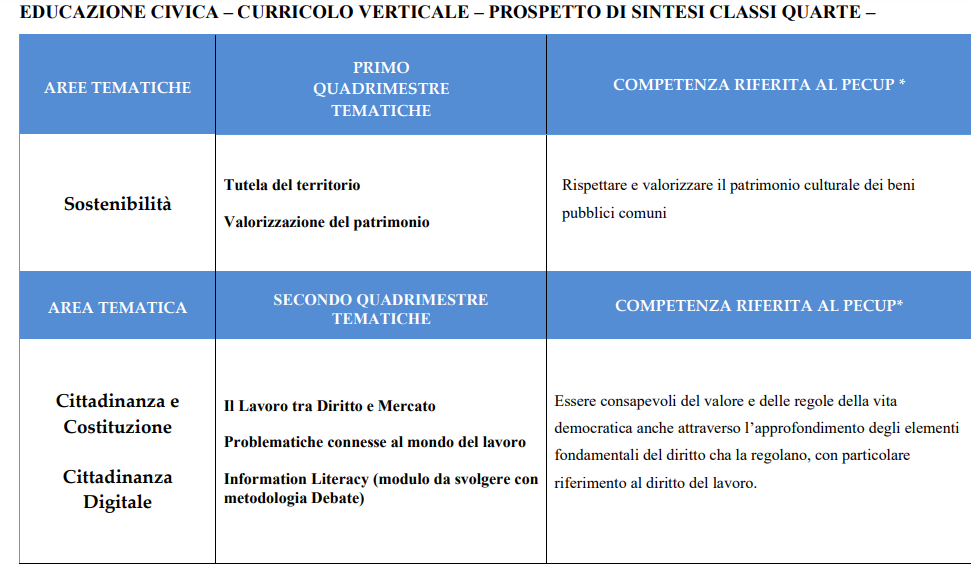 EDUCAZIONE CIVICA – CURRICOLO VERTICALE – PROSPETTO DI SINTESI CLASSI QUARTE –
AREE TEMATICHE
PRIMO
QUADRIMESTRE
TEMATICHE
COMPETENZA RIFERITA AL PECUP *
Sostenibilità
Tutela del territorio
Valorizzazione del patrimonio
Rispettare e valorizzare il patrimonio culturale dei beni
pubblici comuni
AREA TEMATICA
SECONDO QUADRIMESTRE
TEMATICHE
COMPETENZA RIFERITA AL PECUP*
Cittadinanza e
Costituzione
Cittadinanza
Digitale
Il Lavoro tra Diritto e Mercato
Problematiche connesse al mondo del lavoro
Information Literacy (modulo da svolgere con
metodologia Debate)
Essere consapevoli del valore e delle regole della vita
democratica anche attraverso l’approfondimento degli elementi
fondamentali del diritto cha la regolano, con particolare
riferimento al diritto del lavoro.